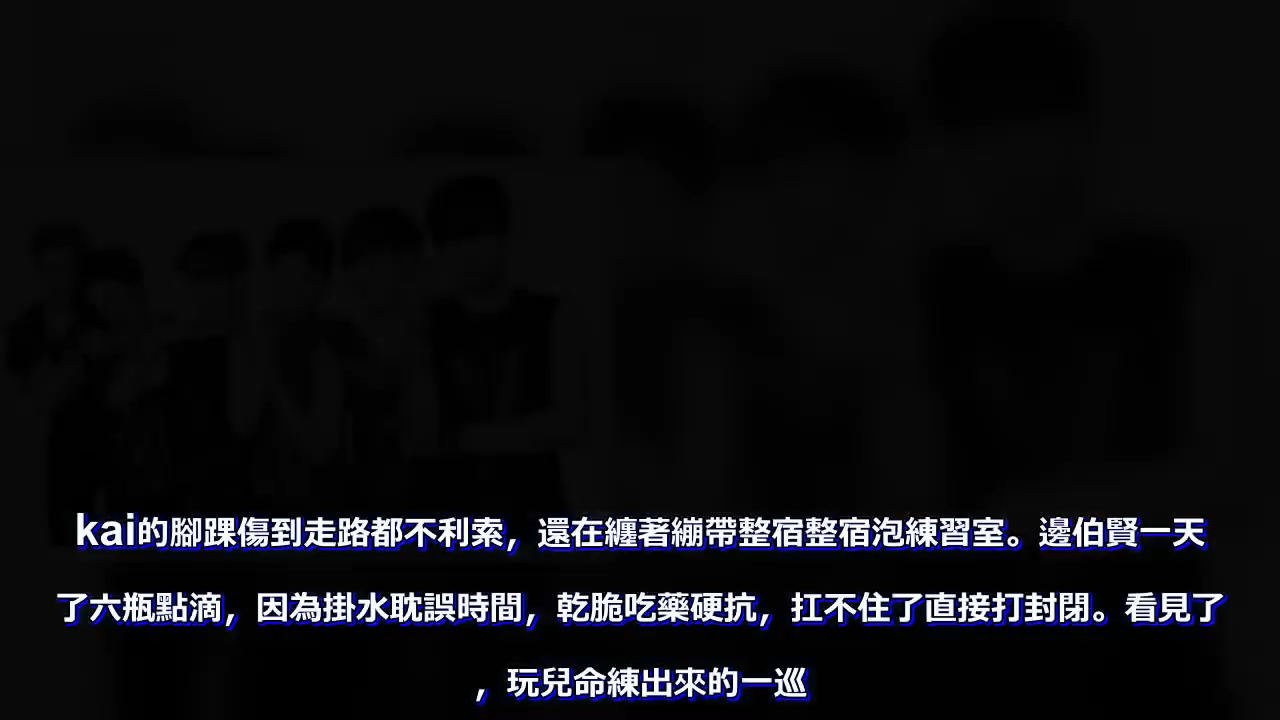 kai的腳踝傷到走路都不利索，還在纏著繃帶整宿整宿泡練習室。邊伯賢一天
了六瓶點滴，因為掛水耽誤時間，乾脆吃藥硬抗，扛不住了直接打封閉。看見了
，玩兒命練出來的一巡